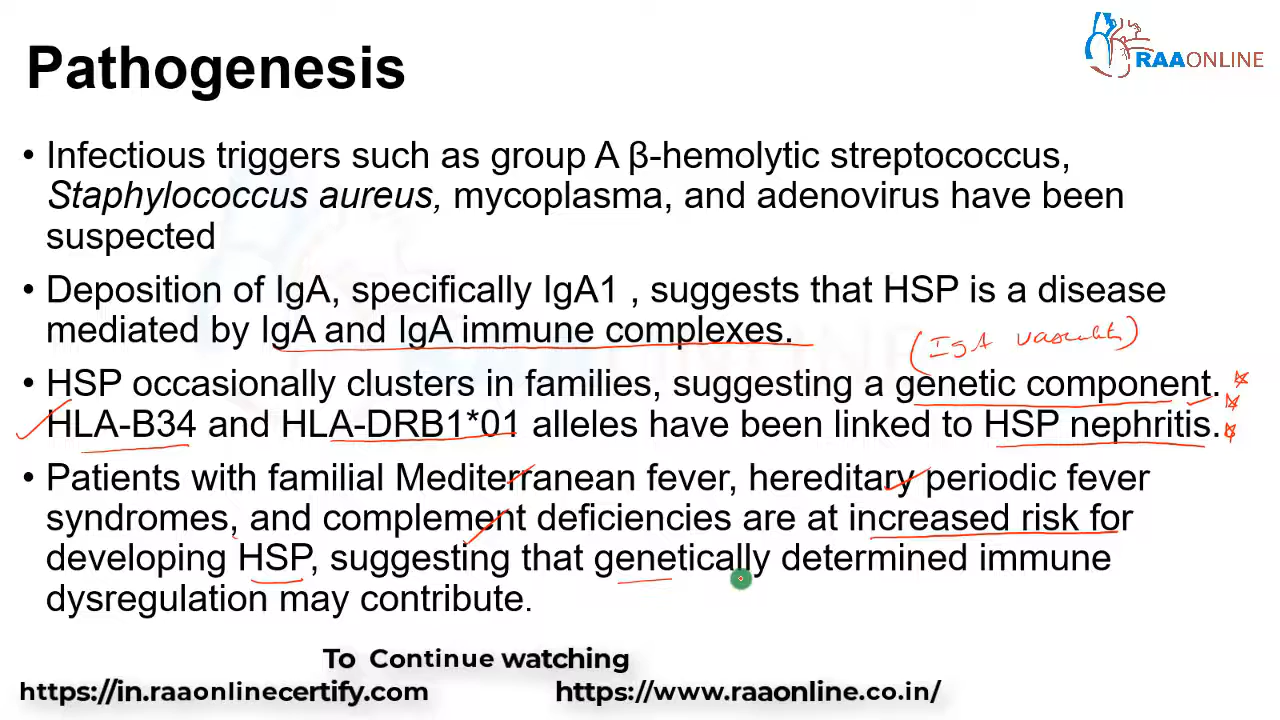 Pathogenesis
RAAONLINE
• Infectious triggers such as group A β-hemolytic streptococcus,
Staphylococcus aureus, mycoplasma, and adenovirus have been
suspected
• Deposition of IgA, specifically IgA1 , suggests that HSP is a disease
mediated by IgA and IgA immune complexes.
(IgA
• HSP occasionally clusters in families, suggesting a genetic component.
HLA-B34 and HLA-DRB1*01 alleles have been linked to HSP nephritis.
• Patients with familial Mediterranean fever, hereditary periodic fever
syndromes, and complement deficiencies are at increased risk for
developing HSP, suggesting that genetically determined immune
dysregulation may contribute.
To Continue watching
https://in.raaonlinecertify.com https://www.raaonline.co.in/